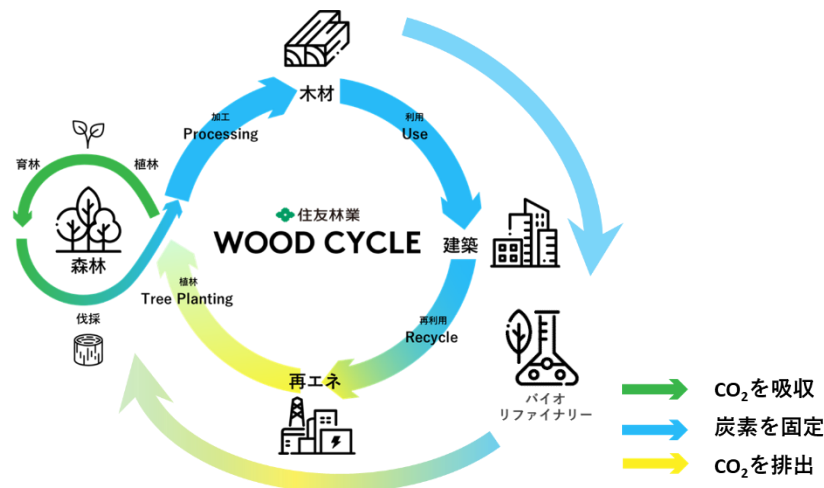 木材
加工
Processing
利用
Use
育林
植林
森林
伐採
住友林業
WOOD CYCLE
建築
植林
Tree Planting
再利用
Recycle
再エネ
バイオ
リファイナリー
CO₂を吸収
炭素を固定
CO₂を排出